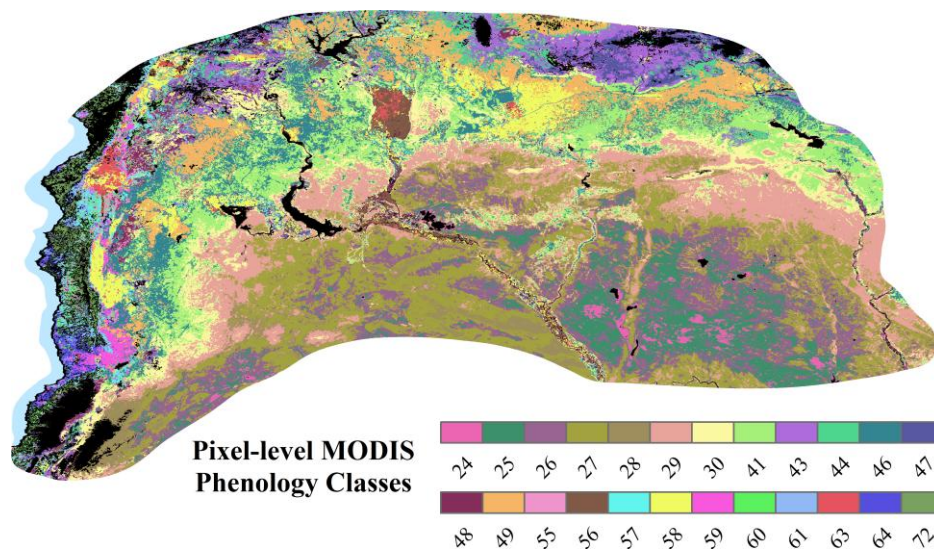 Pixel-level MODIS
Phenology Classes
24 25 26 27 28 29 30 41 43 44 46 47
48 49 55 56 57 58 59 60 61 63 64 72